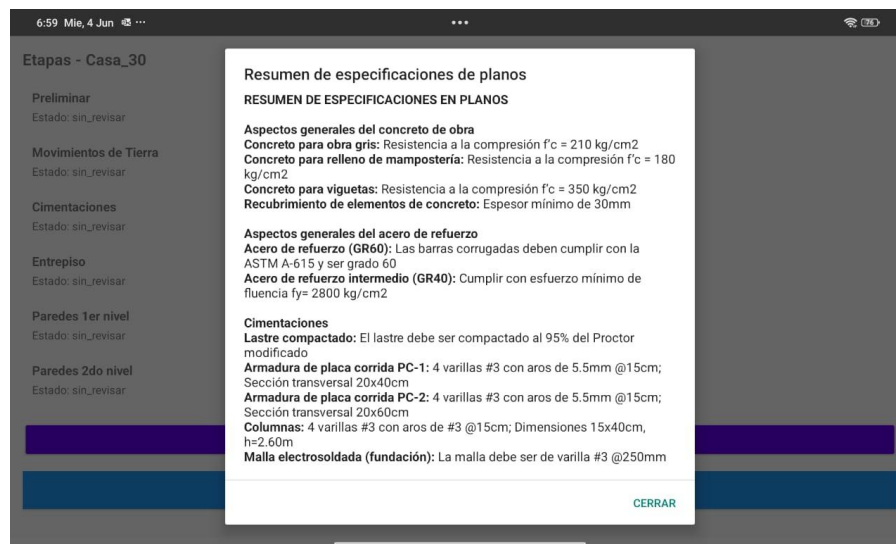 6:59 Mie, 4 Jun
76
Etapas - Casa_30
Preliminar
Estado: sin_revisar
Movimientos de Tierra
Estado: sin_revisar
Cimentaciones
Estado: sin_revisar
Entrepiso
Estado: sin_revisar
Paredes 1er nivel
Estado: sin_revisar
Paredes 2do nivel
Estado: sin_revisar
Resumen de especificaciones de planos
RESUMEN DE ESPECIFICACIONES EN PLANOS
Aspectos generales del concreto de obra
Concreto para obra gris: Resistencia a la compresión f'c = 210 kg/cm2
Concreto para relleno de mampostería: Resistencia a la compresión f'c = 180
kg/cm2
Concreto para viguetas: Resistencia a la compresión f'c = 350 kg/cm2
Recubrimiento de elementos de concreto: Espesor mínimo de 30mm
Aspectos generales del acero de refuerzo
Acero de refuerzo (GR60): Las barras corrugadas deben cumplir con la
ASTM A-615 y ser grado 60
Acero de refuerzo intermedio (GR40): Cumplir con esfuerzo mínimo de
fluencia fy= 2800 kg/cm2
Cimentaciones
Lastre compactado: El lastre debe ser compactado al 95% del Proctor
modificado
Armadura de placa corrida PC-1: 4 varillas #3 con aros de 5.5mm @15cm;
Sección transversal 20x40cm
Armadura de placa corrida PC-2: 4 varillas #3 con aros de 5.5mm @15cm;
Sección transversal 20x60cm
Columnas: 4 varillas #3 con aros de #3 @15cm; Dimensiones 15x40cm,
h=2.60m
Malla electrosoldada (fundación): La malla debe ser de varilla #3 @250mm
CERRAR